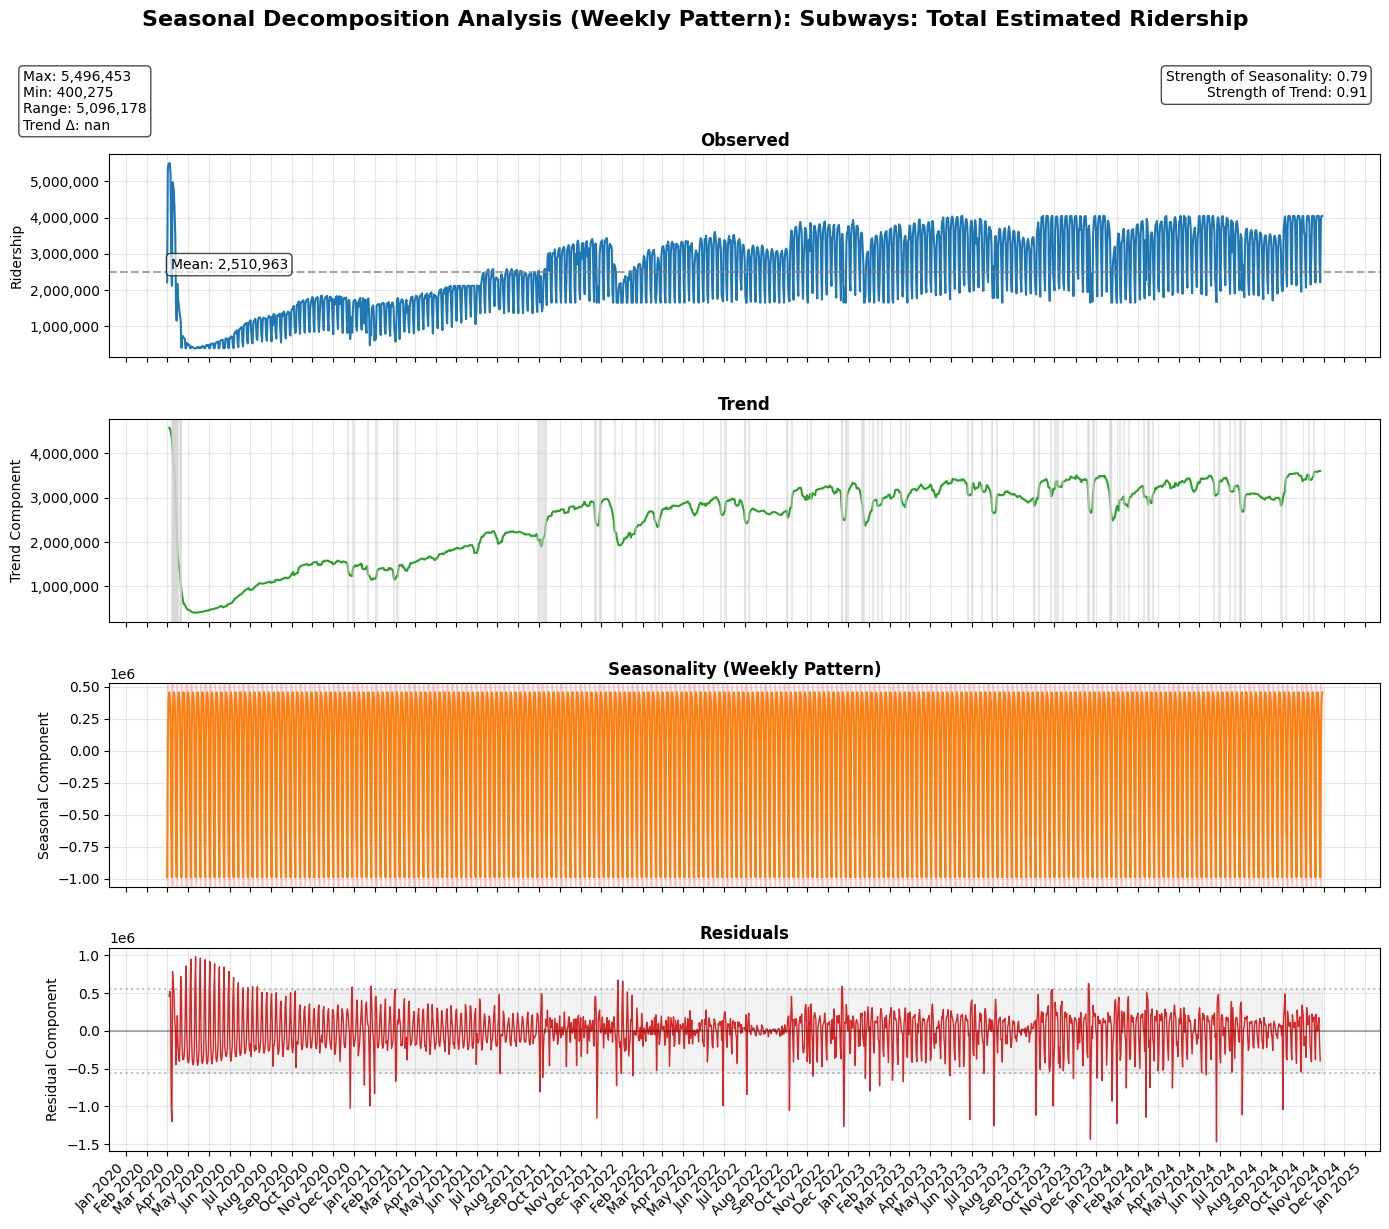 Seasonal Decomposition Analysis (Weekly Pattern): Subways: Total Estimated Ridership
Max: 5,496,453
Min: 400,275
Range: 5,096,178
Trend Δ: nan
Strength of Seasonality: 0.79
Strength of Trend: 0.91
Observed
Ridership
5,000,000
4,000,000
3,000,000
2,000,000
1,000,000
Mean: 2,510,963
Trend
Trend Component
4,000,000
3,000,000
2,000,000
1,000,000
Seasonality (Weekly Pattern)
1e6
Seasonal Component
0.50
0.25
0.00
−0.25
−0.50
−0.75
−1.00
Residuals
1e6
Residual Component
1.0
0.5
0.0
−0.5
−1.0
−1.5
Jan 2020
Feb 2020
Mar 2020
Apr 2020
May 2020
Jun 2020
Jul 2020
Aug 2020
Sep 2020
Oct 2020
Nov 2020
Dec 2020
Jan 2021
Feb 2021
Mar 2021
Apr 2021
May 2021
Jun 2021
Jul 2021
Aug 2021
Sep 2021
Oct 2021
Nov 2021
Dec 2021
Jan 2022
Feb 2022
Mar 2022
Apr 2022
May 2022
Jun 2022
Jul 2022
Aug 2022
Sep 2022
Oct 2022
Nov 2022
Dec 2022
Jan 2023
Feb 2023
Mar 2023
Apr 2023
May 2023
Jun 2023
Jul 2023
Aug 2023
Sep 2023
Oct 2023
Nov 2023
Dec 2023
Jan 2024
Feb 2024
Mar 2024
Apr 2024
May 2024
Jun 2024
Jul 2024
Aug 2024
Sep 2024
Oct 2024
Nov 2024
Dec 2024
Jan 2025